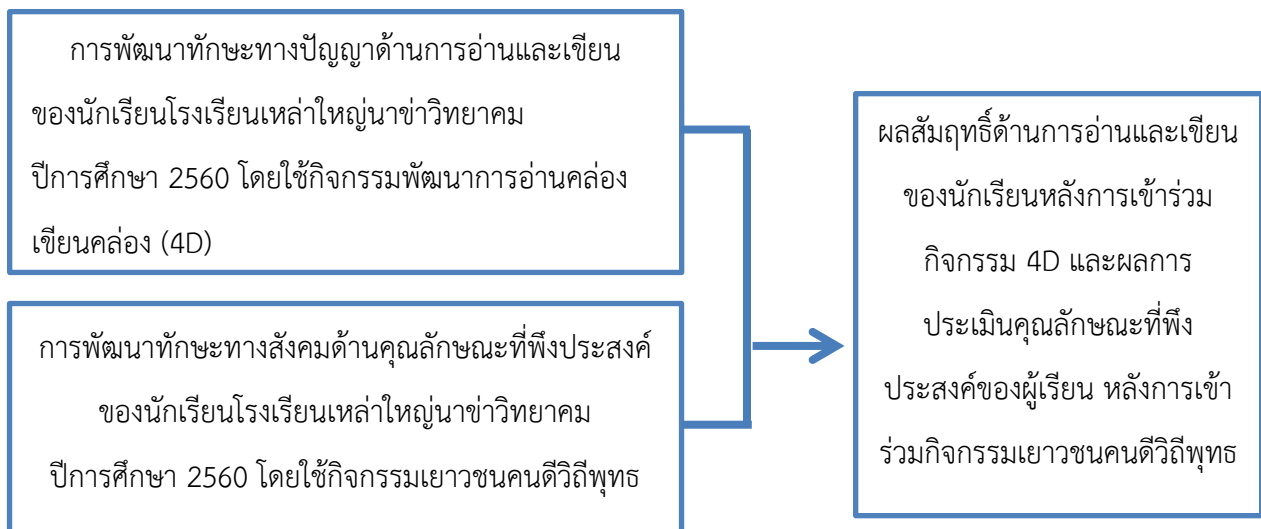 การพัฒนาทักษะทางปัญญาด้านการอ่านและเขียน
ของนักเรียนโรงเรียนเหล่าใหญ่นาข่าวิทยาคม
ปีการศึกษา 2560 โดยใช้กิจกรรมพัฒนาการอ่านคล่อง
เขียนคล่อง (4D)
การพัฒนาทักษะทางสังคมด้านคุณลักษณะที่พึงประสงค์
ของนักเรียนโรงเรียนเหล่าใหญ่นาข่าวิทยาคม
ปีการศึกษา 2560 โดยใช้กิจกรรมเยาวชนคนดีวิถีพุทธ
ผลสัมฤทธิ์ด้านการอ่านและเขียน
ของนักเรียนหลังการเข้าร่วม
กิจกรรม 4D และผลการ
ประเมินคุณลักษณะที่พึง
ประสงค์ของผู้เรียน หลังการเข้า
ร่วมกิจกรรมเยาวชนคนดีวิถีพุทธ